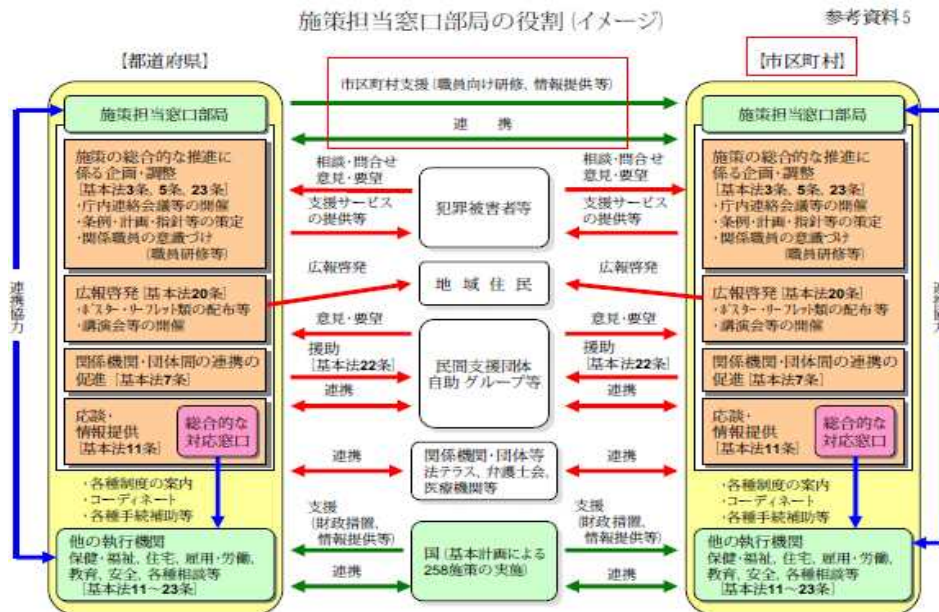 施策担当窓口部局の役割(イメージ)
参考資料5
【都道府県】
【市区町村】
施策担当窓口部局
施策の総合的な推進に
係る企画・調整
[基本法3条、5条、23条]
・庁内連絡会議等の開催
・条例・計画・指針等の策定
・関係職員の意識づけ
(職員研修等)
広報啓発 [基本法20条]
・ポスター・リーフレット類の配布等
・講演会等の開催
関係機関・団体間の連携の
促進 [基本法7条]
応談・
情報提供
[基本法11条]
総合的な
対応窓口
・各種制度の案内
・コーディネート
・各種手続補助等
他の執行機関
保健・福祉、住宅、雇用・労働、
教育、安全、各種相談等
[基本法11～23条]
連携協力
市区町村支援(職員向け研修、情報提供等)
連 携
相談・問合せ
意見・要望
支援サービス
の提供等
広報啓発
意見・要望
援助
[基本法22条]
連携
連携
支援
(財政措置、
情報提供等)
連携
犯罪被害者等
地 域 住 民
民間支援団体
自助グループ等
関係機関・団体等
法テラス、弁護士会、
医療機関等
国(基本計画による
258施策の実施)
相談・問合せ
意見・要望
支援サービス
の提供等
広報啓発
意見・要望
援助
[基本法22条]
連携
連携
支援
(財政措置、
情報提供等)
連携
施策担当窓口部局
施策の総合的な推進に
係る企画・調整
[基本法3条、5条、23条]
・庁内連絡会議等の開催
・条例・計画・指針等の策定
・関係職員の意識づけ
(職員研修等)
広報啓発 [基本法20条]
・ポスター・リーフレット類の配布等
・講演会等の開催
関係機関・団体間の連携の
促進 [基本法7条]
応談・
情報提供
[基本法11条]
総合的な
対応窓口
・各種制度の案内
・コーディネート
・各種手続補助等
他の執行機関
保健・福祉、住宅、雇用・労働、
教育、安全、各種相談等
[基本法11～23条]